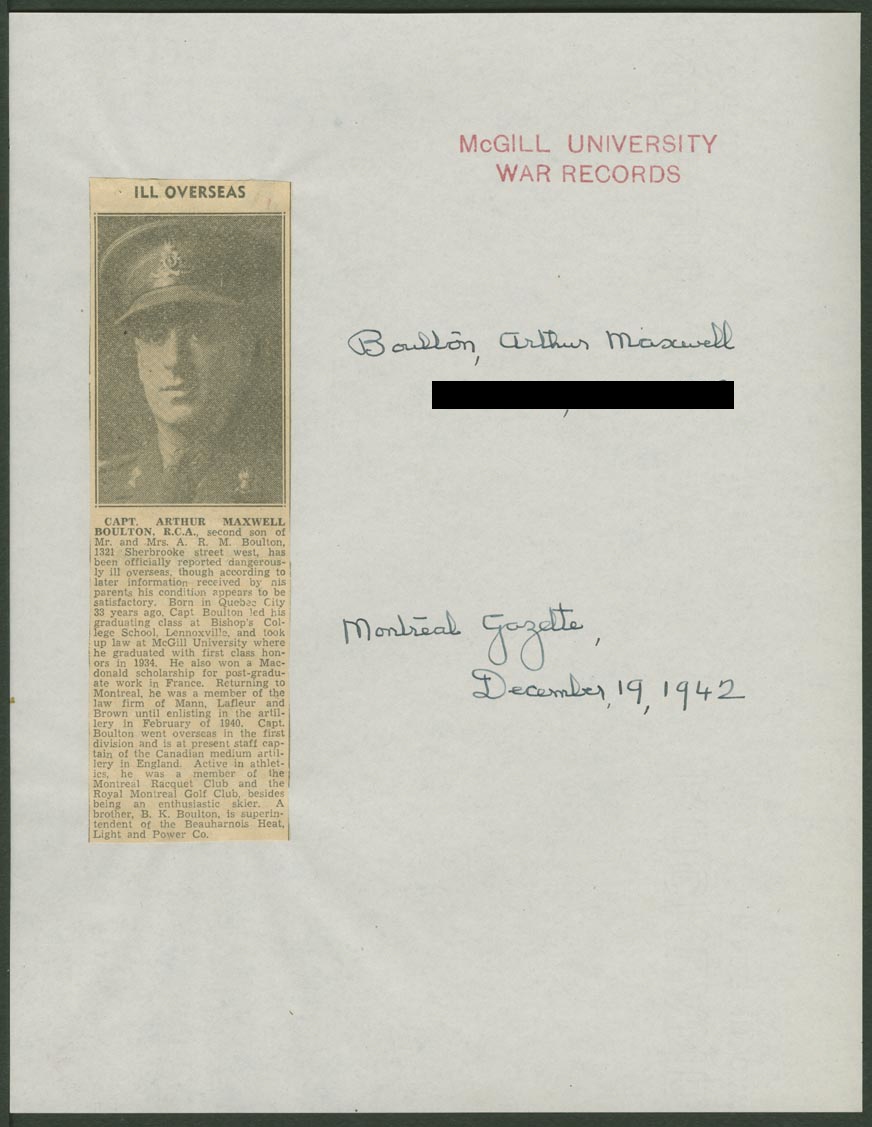 McGILL UNIVERSITY
WAR RECORDS
ILL OVERSEAS
CAPT. ARTHUR MAXWELL
BOULTON, R.C.A., second son of
Mr. and Mrs. A. R. M. Boulton,
1321 Sherbrooke street west, has
been officially reported dangerous-
ly ill overseas, though according to
later information received by his
parents his condition appears to be
satisfactory. Born in Quebec City
33 years ago, Capt Boulton led his
graduating class at Bishop's Col-
lege School, Lennoxville, and took
up law at McGill University where
he graduated with first class hon-
ors in 1934. He also won a Mac-
donald scholarship for post-gradu-
ate work in France. Returning to
Montreal, he was a member of the
law firm of Mann, Lafleur and
Brown until enlisting in the artil-
lery in February of 1940. Capt.
Boulton went overseas in the first
division and is at present staff cap-
tain of the Canadian medium artil-
lery in England. Active in athlet-
ics, he was a member of the
Montreal Racquet Club and the
Royal Montreal Golf Club, besides
being an enthusiastic skier. A
brother, B. K. Boulton, is superin-
tendent of the Beauharnois Heat,
Light and Power Co.
Boulton, Arthur Maxwell
Montreal Gazette,
December, 19, 1942